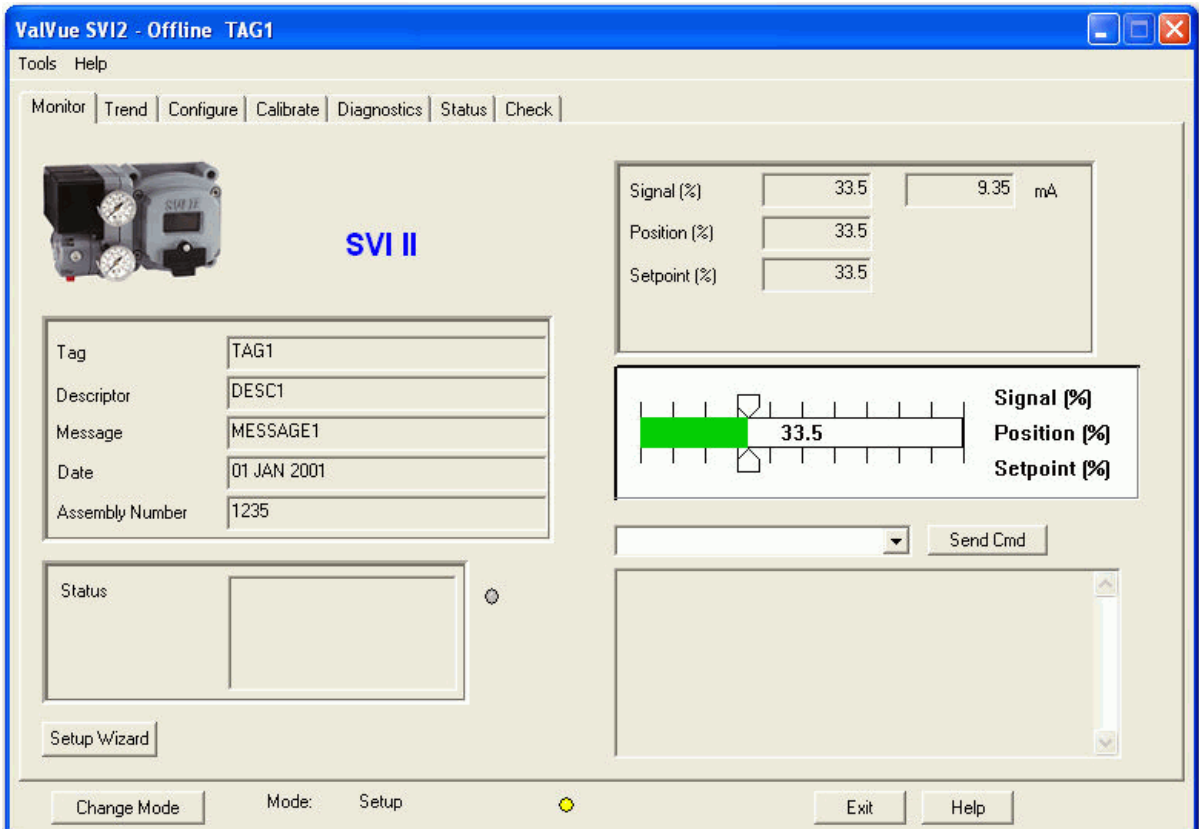 ValVue SVI2 - Offline TAG1
Tools Help
Monitor Trend Configure Calibrate Diagnostics Status Check
SVI II
SVI II
Signal (%) 33.5 9.35 mA
Position (%) 33.5
Setpoint (%) 33.5
Tag TAG1
Descriptor DESC1
Message MESSAGE1
Date 01 JAN 2001
Assembly Number 1235
Signal (%)
33.5 Position (%)
Setpoint (%)
Send Cmd
Status
Setup Wizard
Change Mode Mode: Setup Exit Help